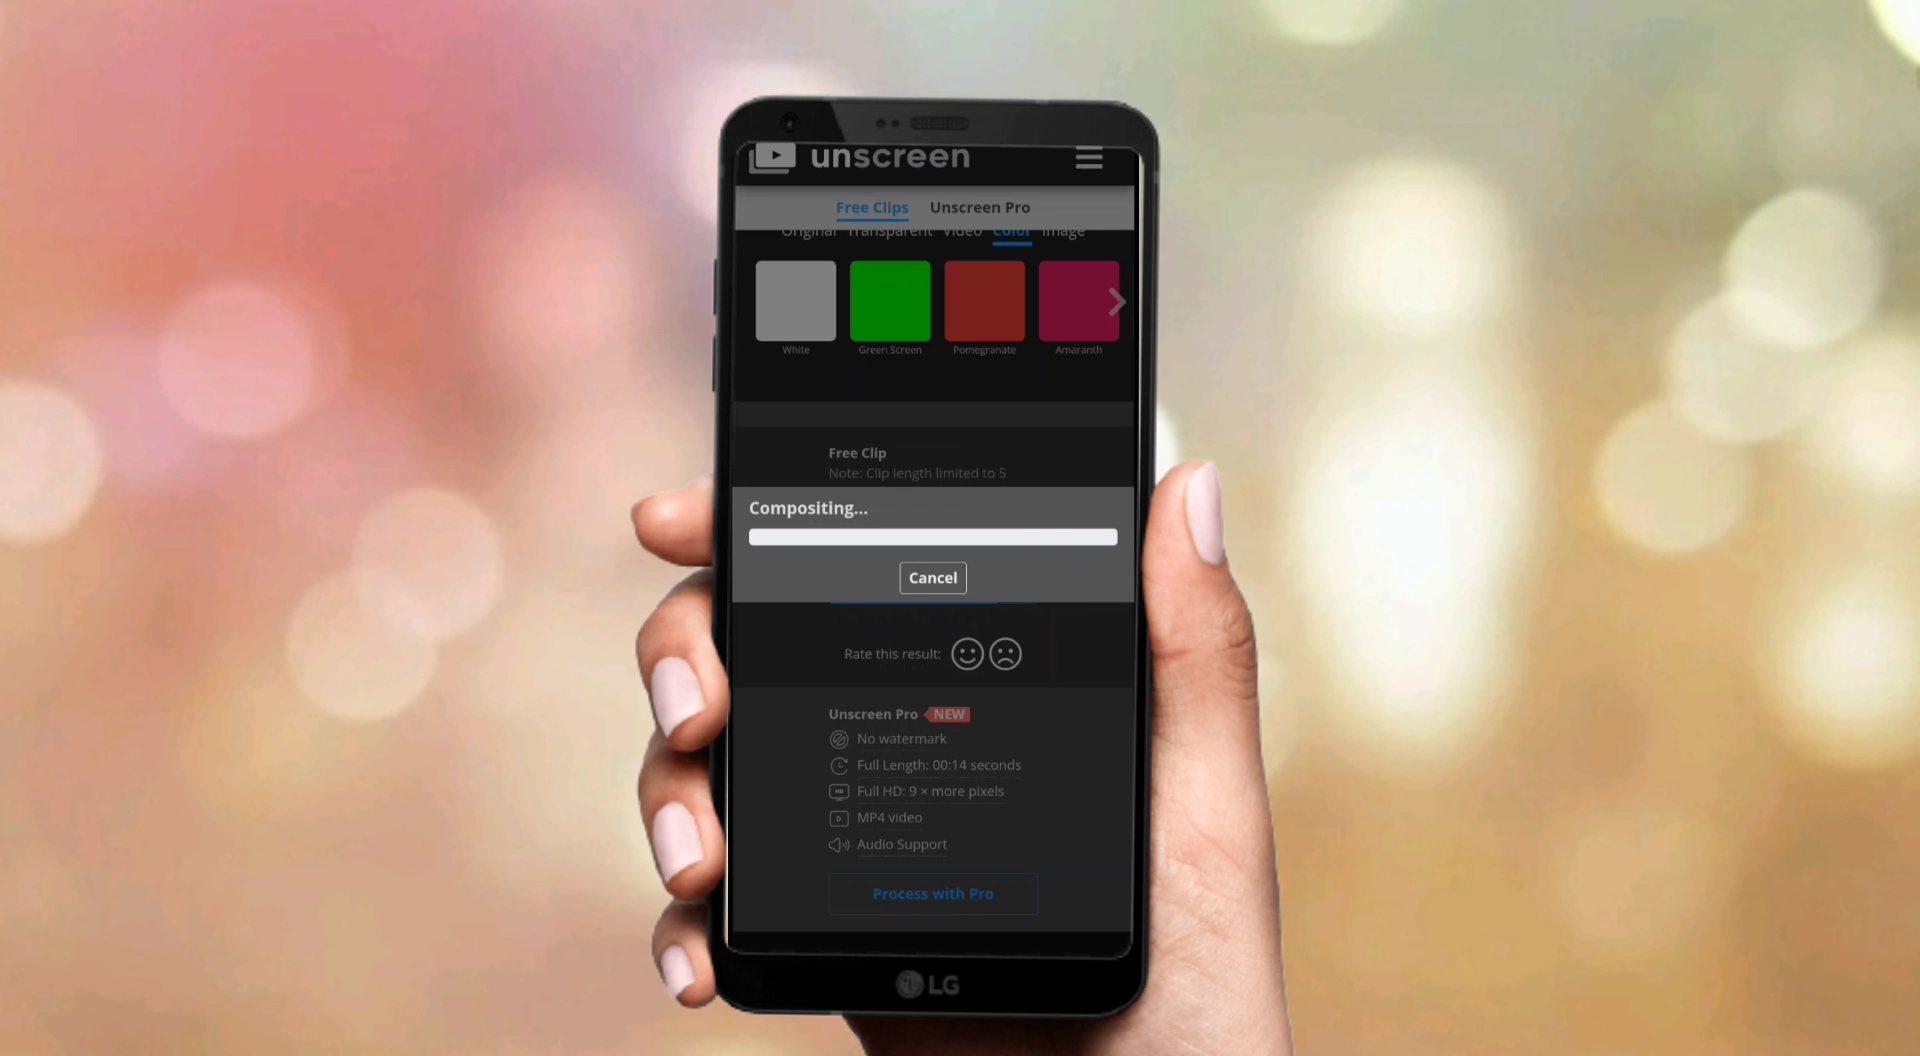 unscreen
Free Clips Unscreen Pro
Original Transparent Video Color Image
White Green Screen Pomegranate Amaranth
Free Clip
Note: Clip length limited to 5
Compositing...
Cancel
Rate this result:
Unscreen Pro NEW
No watermark
Full Length: 00:14 seconds
HD Full HD: 9 × more pixels
MP4 video
Audio Support
Process with Pro
LG